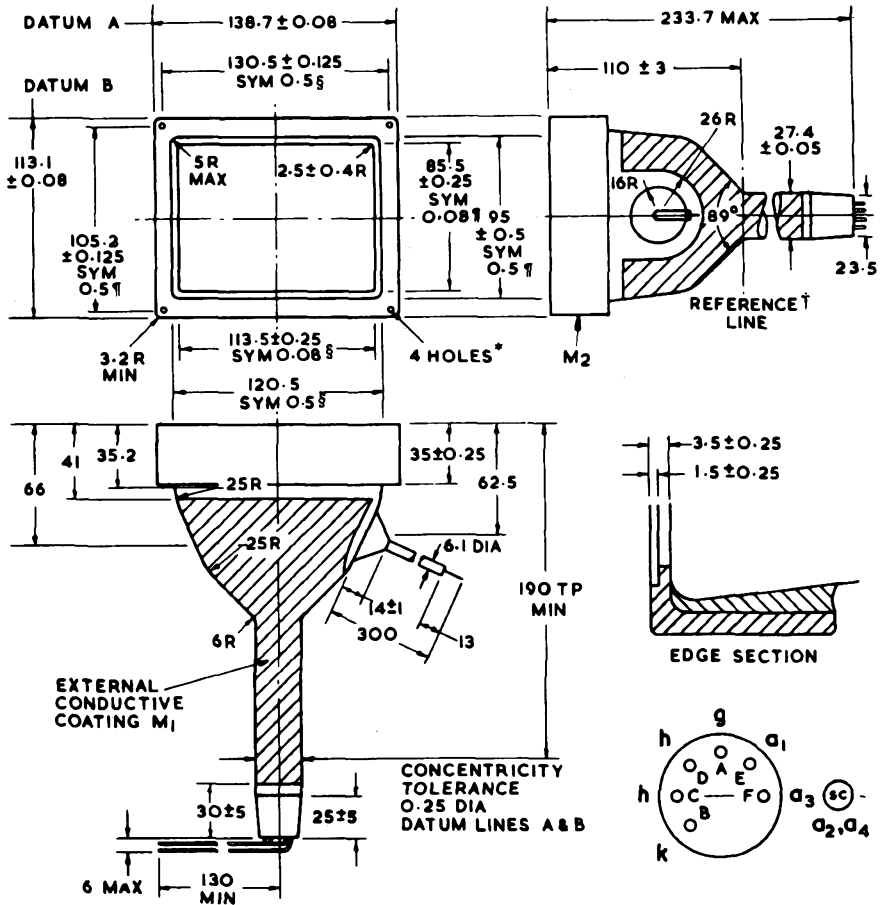 DATUM A
138.7±0.08
130.5±0.125
SYM 0.5§
DATUM B
113.1
±0.08
105.2
±0.125
SYM
0.5¶
5R
MAX
2.5±0.4R
85.5
±0.25
SYM
0.08¶
95
±0.5
SYM
0.5¶
3.2R
MIN
113.5±0.25
SYM 0.08§
4 HOLES*
120.5
SYM 0.5§
233.7 MAX
110 ±3
26R
16R
89°
27.4
±0.05
23.5
REFERENCE†
LINE
M2
66
41
35.2
25R
25R
6R
35±0.25
62.5
6.1 DIA
14±1
300
13
190 TP
MIN
EXTERNAL
CONDUCTIVE
COATING M1
30±5
25±5
6 MAX
130
MIN
CONCENTRICITY
TOLERANCE
0.25 DIA
DATUM LINES A & B
3.5±0.25
1.5±0.25
EDGE SECTION
g
h
a1
D
A
E
h
C
F
a3
SC
B
a2,a4
k